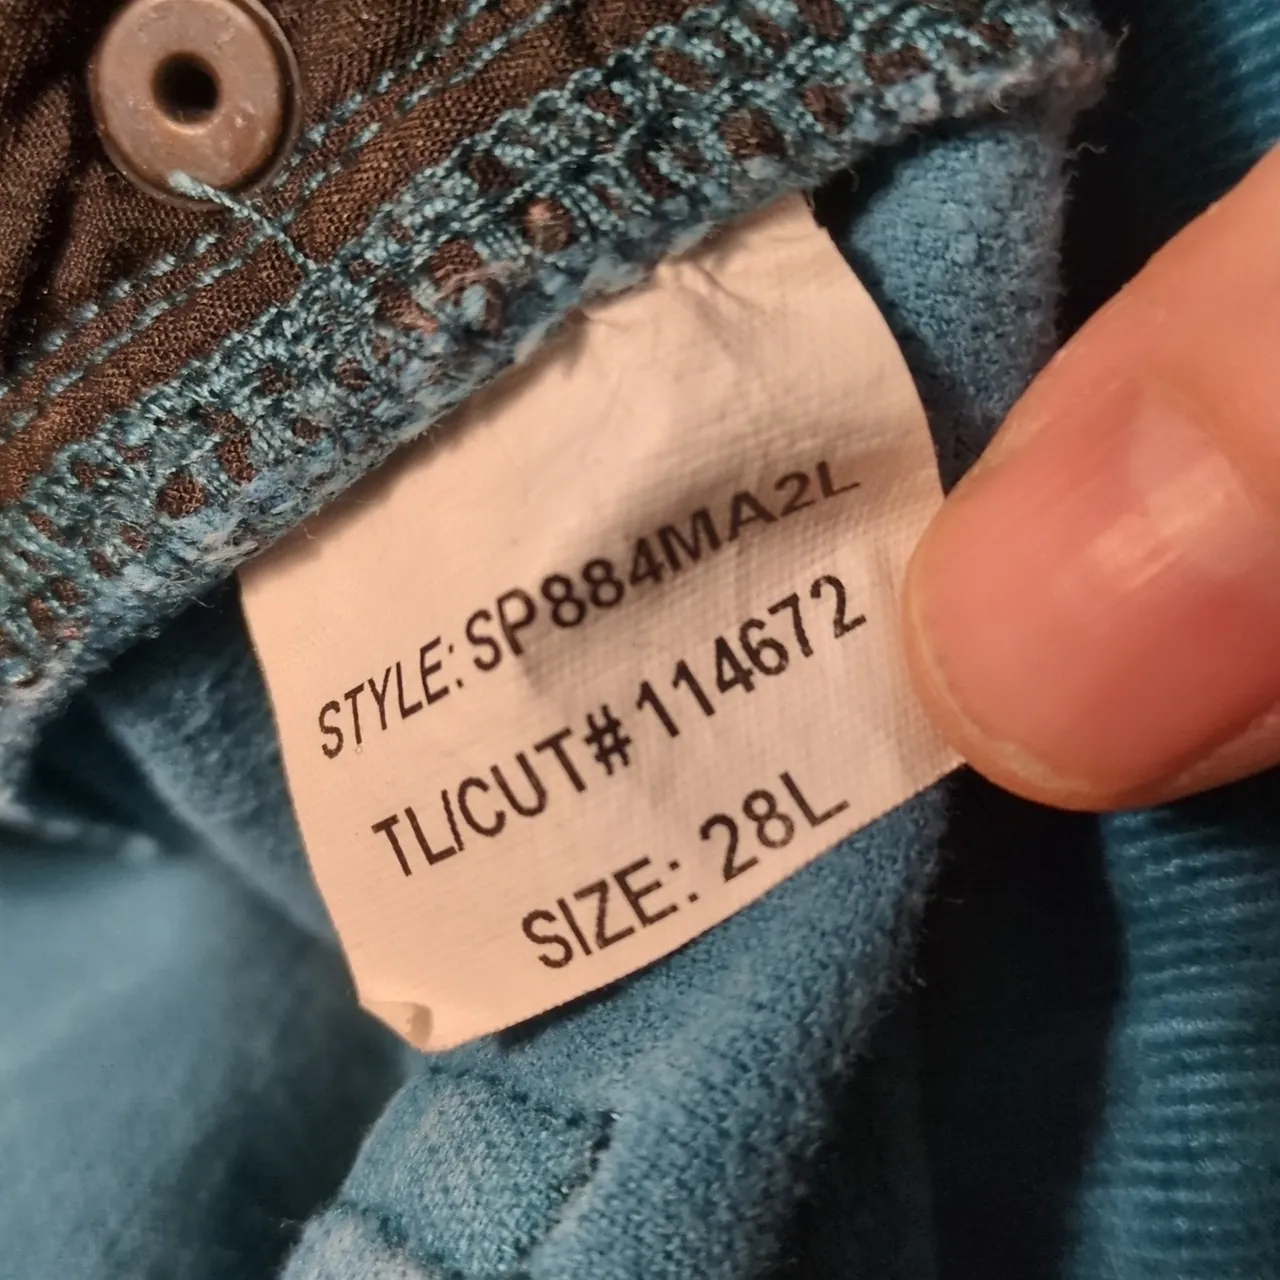 STYLE: SP884MA2L
TL/CUT# 114672
SIZE: 28L